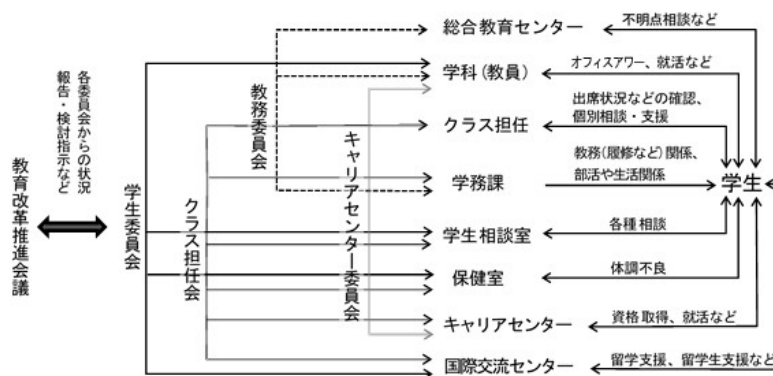 総合教育センター
不明点相談など
学科(教員)
オフィスアワー、就活など
出席状況などの確認、
個別相談・支援
クラス担任
教務(履修など)関係、
部活や生活関係
学務課
学生
学生相談室
各種相談
保健室
体調不良
キャリアセンター
資格取得、就活など
国際交流センター
留学支援、留学生支援など
教育改革推進会議
各委員会からの状況
報告・検討指示など
学生委員会
クラス担任会
教務委員会
キャリアセンター委員会